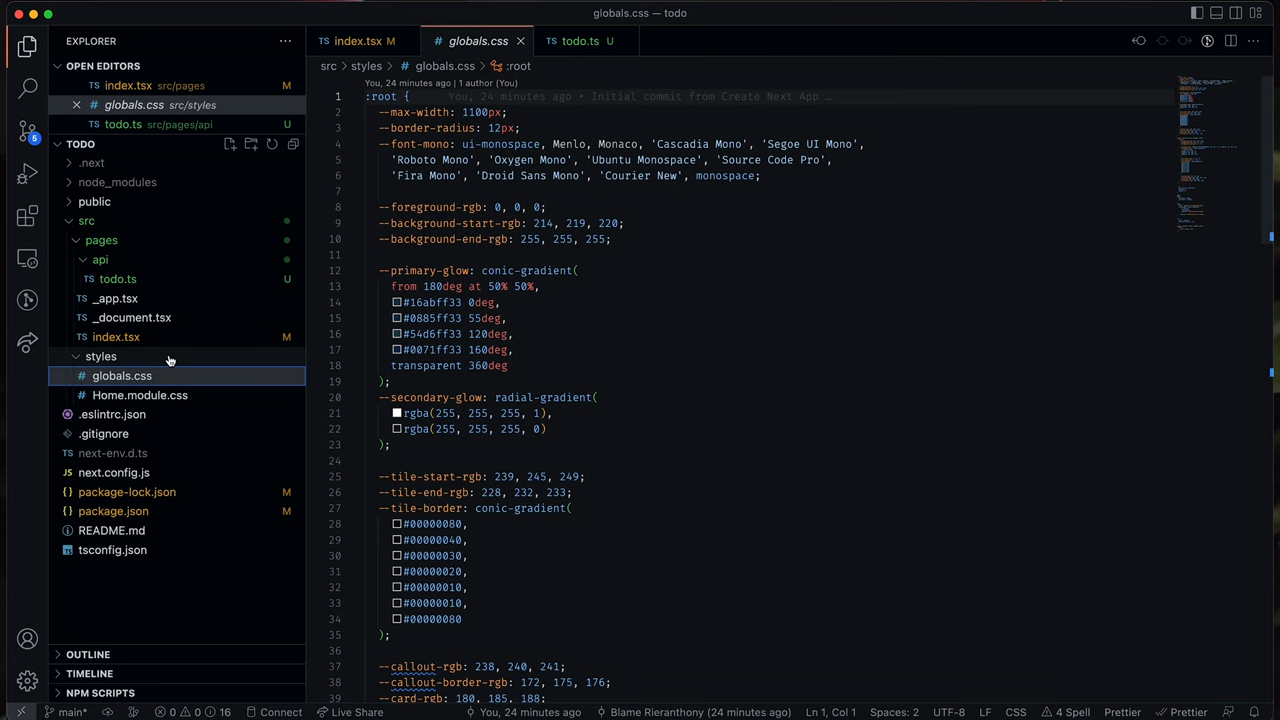 globals.css — todo
EXPLORER
OPEN EDITORS
TS index.tsx src/pages M
# globals.css src/styles
TS todo.ts src/pages/api U
TODO
.next
node_modules
public
src
pages
api
TS todo.ts U
TS _app.tsx
TS _document.tsx
TS index.tsx M
styles
# globals.css
# Home.module.css
.eslintrc.json
.gitignore
TS next-env.d.ts
JS next.config.js
{} package-lock.json M
{} package.json M
README.md
TS tsconfig.json
OUTLINE
TIMELINE
NPM SCRIPTS
5
TS index.tsx M
# globals.css
TS todo.ts U
src > styles > # globals.css > :root
You, 24 minutes ago | 1 author (You)
1 :root { You, 24 minutes ago • Initial commit from Create Next App …
2 --max-width: 1100px;
3 --border-radius: 12px;
4 --font-mono: ui-monospace, Menlo, Monaco, 'Cascadia Mono', 'Segoe UI Mono',
5 'Roboto Mono', 'Oxygen Mono', 'Ubuntu Monospace', 'Source Code Pro',
6 'Fira Mono', 'Droid Sans Mono', 'Courier New', monospace;
7
8 --foreground-rgb: 0, 0, 0;
9 --background-start-rgb: 214, 219, 220;
10 --background-end-rgb: 255, 255, 255;
11
12 --primary-glow: conic-gradient(
13 from 180deg at 50% 50%,
14 #16abff33 0deg,
15 #0885ff33 55deg,
16 #54d6ff33 120deg,
17 #0071ff33 160deg,
18 transparent 360deg
19 );
20 --secondary-glow: radial-gradient(
21 rgba(255, 255, 255, 1),
22 rgba(255, 255, 255, 0)
23 );
24
25 --tile-start-rgb: 239, 245, 249;
26 --tile-end-rgb: 228, 232, 233;
27 --tile-border: conic-gradient(
28 #00000080,
29 #00000040,
30 #00000030,
31 #00000020,
32 #00000010,
33 #00000010,
34 #00000080
35 );
36
37 --callout-rgb: 238, 240, 241;
38 --callout-border-rgb: 172, 175, 176;
39 --card-rgb: 180, 185, 188;
main* 0 0 16 Connect Live Share You, 24 minutes ago Blame Rieranthony (24 minutes ago) Ln 1, Col 1 Spaces: 2 UTF-8 LF CSS 4 Spell Prettier Prettier